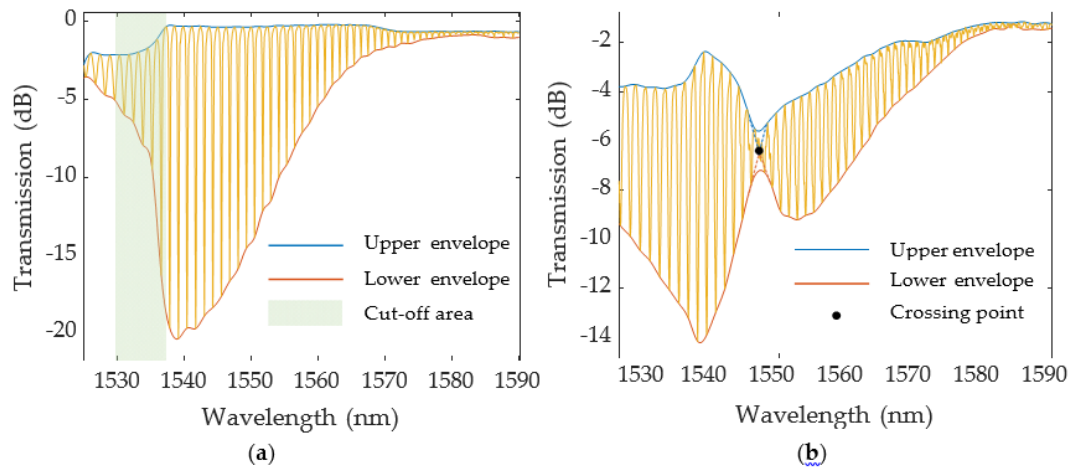 0
-5
-10
-15
-20
Transmission (dB)
Upper envelope
Lower envelope
Cut-off area
1530 1540 1550 1560 1570 1580 1590
Wavelength (nm)
(a)
-2
-4
-6
-8
-10
-12
-14
Transmission (dB)
Upper envelope
Lower envelope
Crossing point
1530 1540 1550 1560 1570 1580 1590
Wavelength (nm)
(b)